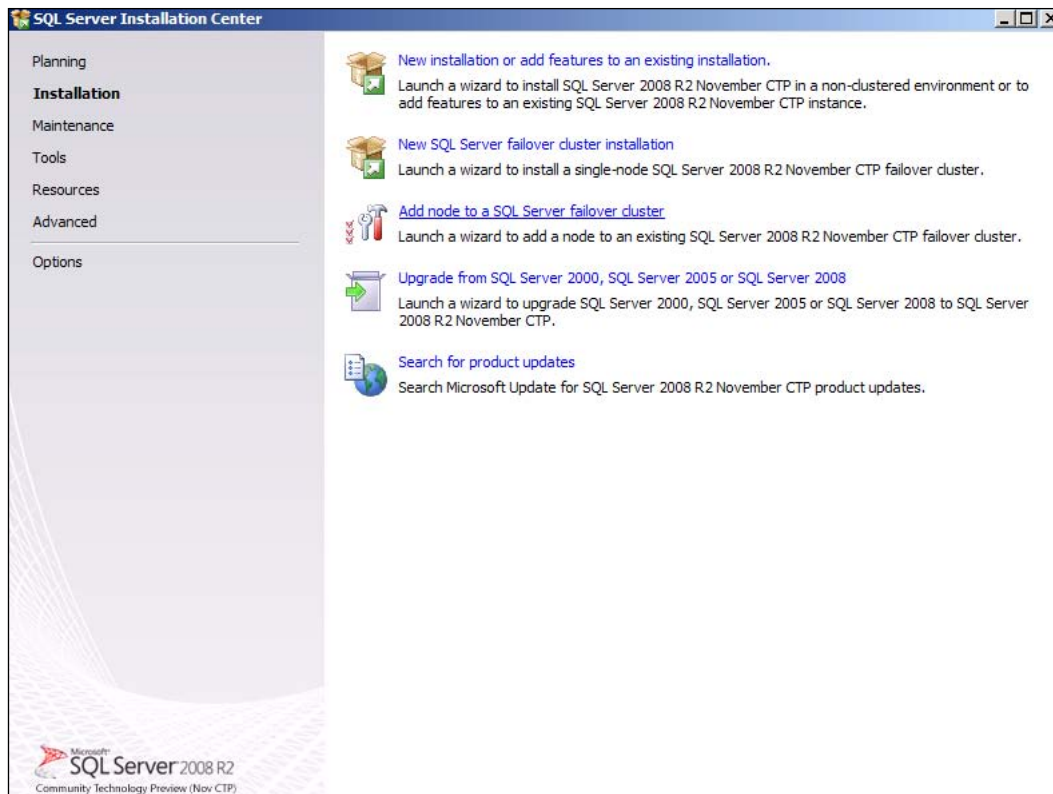 SQL Server Installation Center
Planning
Installation
Maintenance
Tools
Resources
Advanced
Options
New installation or add features to an existing installation.
Launch a wizard to install SQL Server 2008 R2 November CTP in a non-clustered environment or to
add features to an existing SQL Server 2008 R2 November CTP instance.
New SQL Server failover cluster installation
Launch a wizard to install a single-node SQL Server 2008 R2 November CTP failover cluster.
Add node to a SQL Server failover cluster
Launch a wizard to add a node to an existing SQL Server 2008 R2 November CTP failover cluster.
Upgrade from SQL Server 2000, SQL Server 2005 or SQL Server 2008
Launch a wizard to upgrade SQL Server 2000, SQL Server 2005 or SQL Server 2008 to SQL Server
2008 R2 November CTP.
Search for product updates
Search Microsoft Update for SQL Server 2008 R2 November CTP product updates.
Microsoft
SQL Server 2008 R2
Community Technology Preview (Nov CTP)